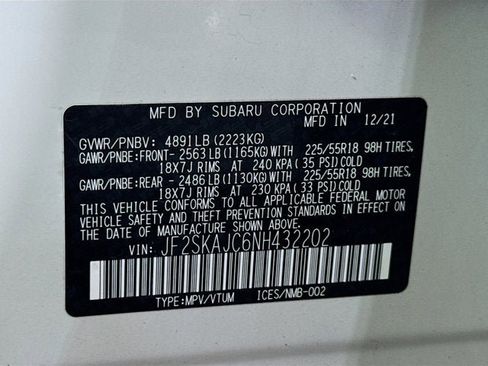 MFD BY SUBARU CORPORATION 12/21
GVWR/PNBV: 4891LB (2223KG)
GAWR/PNBE:FRONT- 2563LB (1165KG) WITH 225/55R18 98H TIRES,
18X7J RIMS AT 240 KPA (35 PSI) COLD
GAWR/PNBE:REAR - 2486LB (1130KG) WITH 225/55R18 98H TIRES,
18X7J RIMS AT 230 KPA (33 PSI) COLD
THIS VEHICLE CONFORMS TO ALL APPLICABLE FEDERAL MOTOR
VEHICLE SAFETY AND THEFT PREVENTION STANDARDS IN
EFFECT ON THE DATE OF MANUFACTURE SHOWN ABOVE.
VIN: JF2SKAJC6NH432202
TYPE:MPV/VTUM ICES/NMB-002